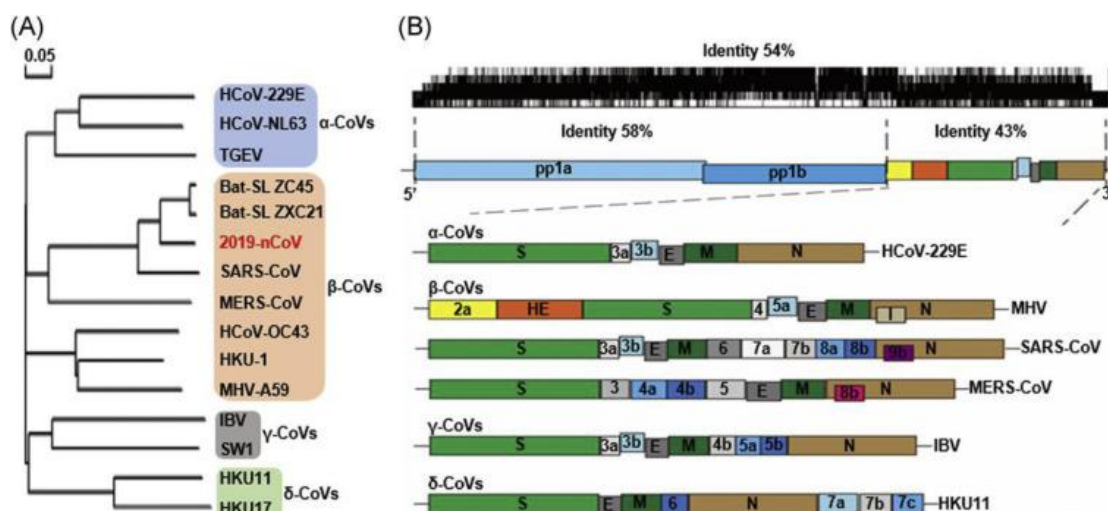 (A)
0.05
HCoV-229E
HCoV-NL63
α-CoVs
TGEV
Bat-SL ZC45
Bat-SL ZXC21
2019-nCoV
SARS-CoV
β-CoVs
MERS-CoV
HCoV-OC43
HKU-1
MHV-A59
IBV
γ-CoVs
SW1
HKU11
δ-CoVs
HKU17
(B)
Identity 54%
Identity 58% Identity 43%
pp1a pp1b
5'
α-CoVs
S 3a 3b E M N HCoV-229E
β-CoVs
2a HE S 4 5a E M I N MHV
S 3a 3b E M 6 7a 7b 8a 8b 9b N SARS-CoV
S 3 4a 4b 5 E M 8b N MERS-CoV
γ-CoVs
S 3a 3b E M 4b 5a 5b N IBV
δ-CoVs
S E M 6 N 7a 7b 7c HKU11